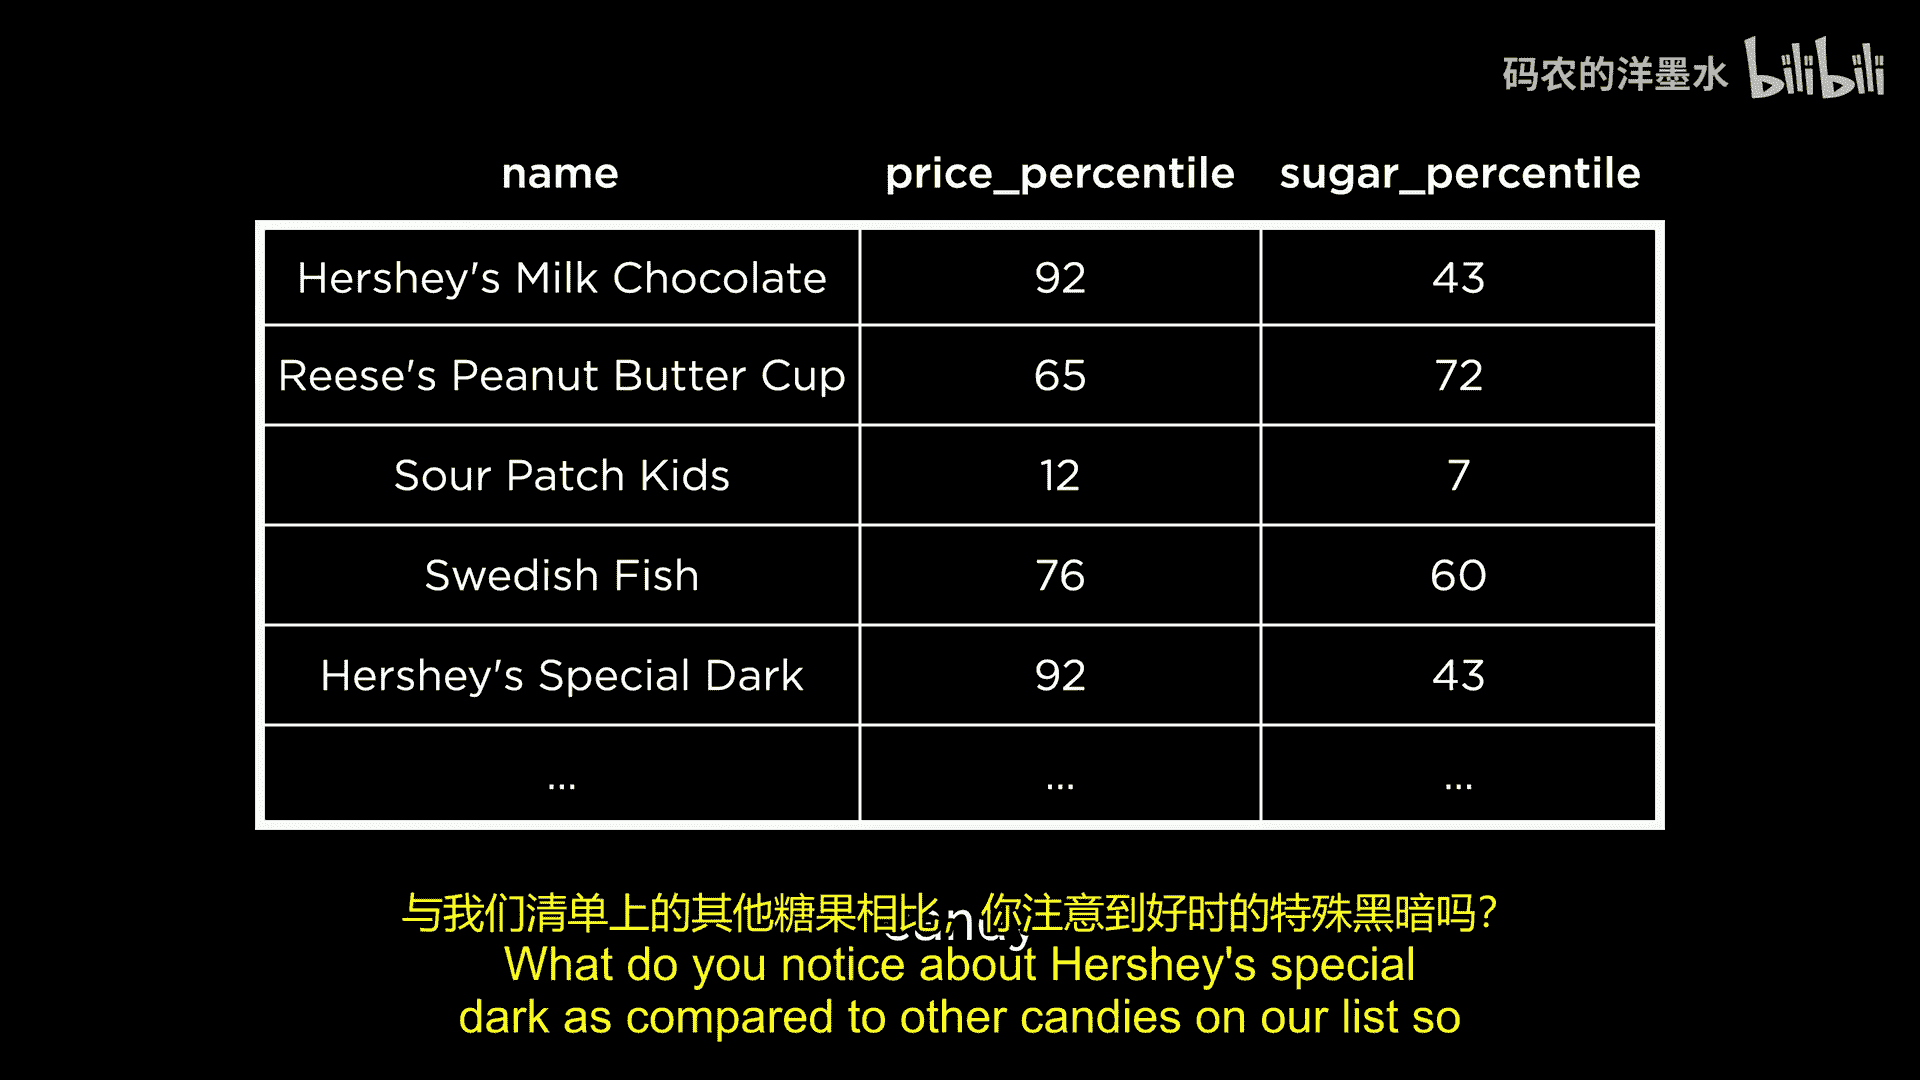 码农的洋墨水 bilibili
name price_percentile sugar_percentile
Hershey's Milk Chocolate 92 43
Reese's Peanut Butter Cup 65 72
Sour Patch Kids 12 7
Swedish Fish 76 60
Hershey's Special Dark 92 43
... ... ...
candy
与我们清单上的其他糖果相比，你注意到好时的特殊黑暗吗？
What do you notice about Hershey's special
dark as compared to other candies on our list so